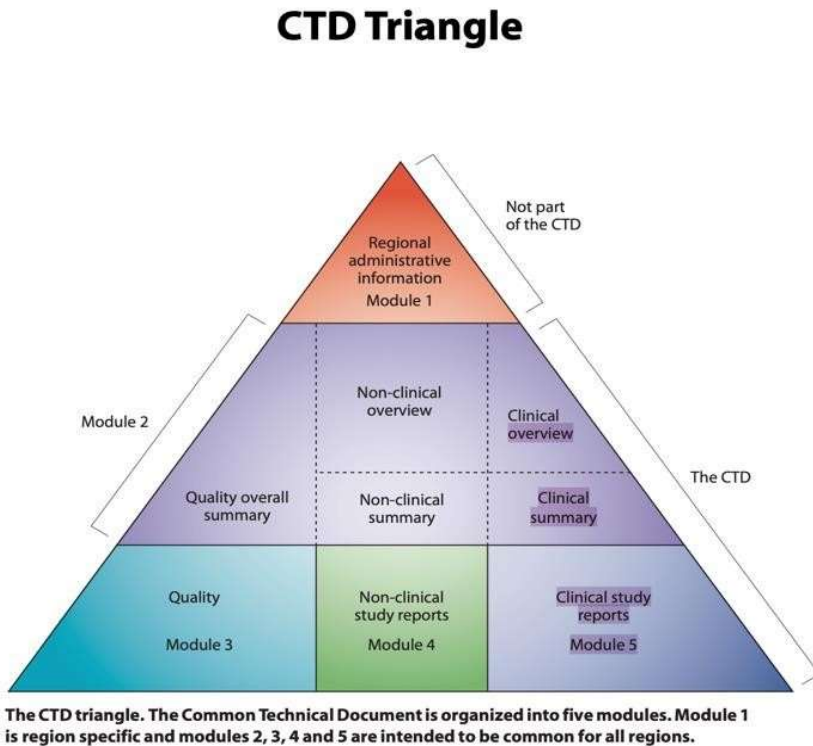 CTD Triangle
Not part
of the CTD
Regional
administrative
information
Module 1
Module 2
Non-clinical
overview
Clinical
overview
The CTD
Quality overall
summary
Non-clinical
summary
Clinical
summary
Quality
Module 3
Non-clinical
study reports
Module 4
Clinical study
reports
Module 5
The CTD triangle. The Common Technical Document is organized into five modules. Module 1
is region specific and modules 2, 3, 4 and 5 are intended to be common for all regions.